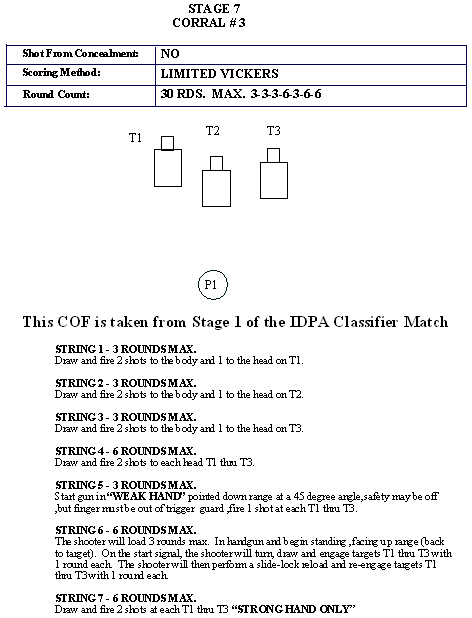 STAGE 7
CORRAL # 3
Shot From Concealment: NO
Scoring Method: LIMITED VICKERS
Round Count: 30 RDS. MAX. 3-3-3-6-3-6-6
T1 T2 T3
P1
This COF is taken from Stage 1 of the IDPA Classifier Match
STRING 1 - 3 ROUNDS MAX.
Draw and fire 2 shots to the body and 1 to the head on T1.
STRING 2 - 3 ROUNDS MAX.
Draw and fire 2 shots to the body and 1 to the head on T2.
STRING 3 - 3 ROUNDS MAX.
Draw and fire 2 shots to the body and 1 to the head on T3.
STRING 4 - 6 ROUNDS MAX.
Draw and fire 2 shots to each head T1 thru T3.
STRING 5 - 3 ROUNDS MAX.
Start gun in “WEAK HAND” pointed down range at a 45 degree angle,safety may be off
,but finger must be out of trigger guard ,fire 1 shot at each T1 thru T3.
STRING 6 - 6 ROUNDS MAX.
The shooter will load 3 rounds max. In handgun and begin standing ,facing up range (back
to target). On the start signal, the shooter will turn, draw and engage targets T1 thru T3 with
1 round each. The shooter will then perform a slide-lock reload and re-engage targets T1
thru T3 with 1 round each.
STRING 7 - 6 ROUNDS MAX.
Draw and fire 2 shots at each T1 thru T3 “STRONG HAND ONLY”